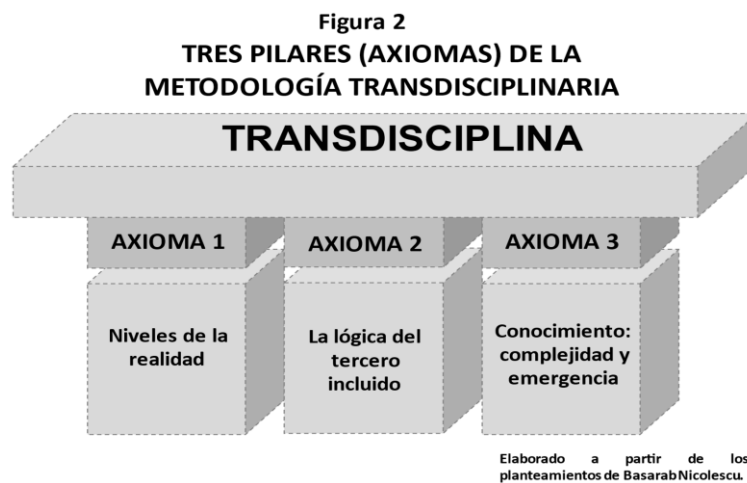 Figura 2
TRES PILARES (AXIOMAS) DE LA
METODOLOGÍA TRANSDISCIPLINARIA
TRANSDISCIPLINA
AXIOMA 1
AXIOMA 2
AXIOMA 3
Niveles de la
realidad
La lógica del
tercero
incluido
Conocimiento:
complejidad y
emergencia
Elaborado a partir de los
planteamientos de Basarab Nicolescu.